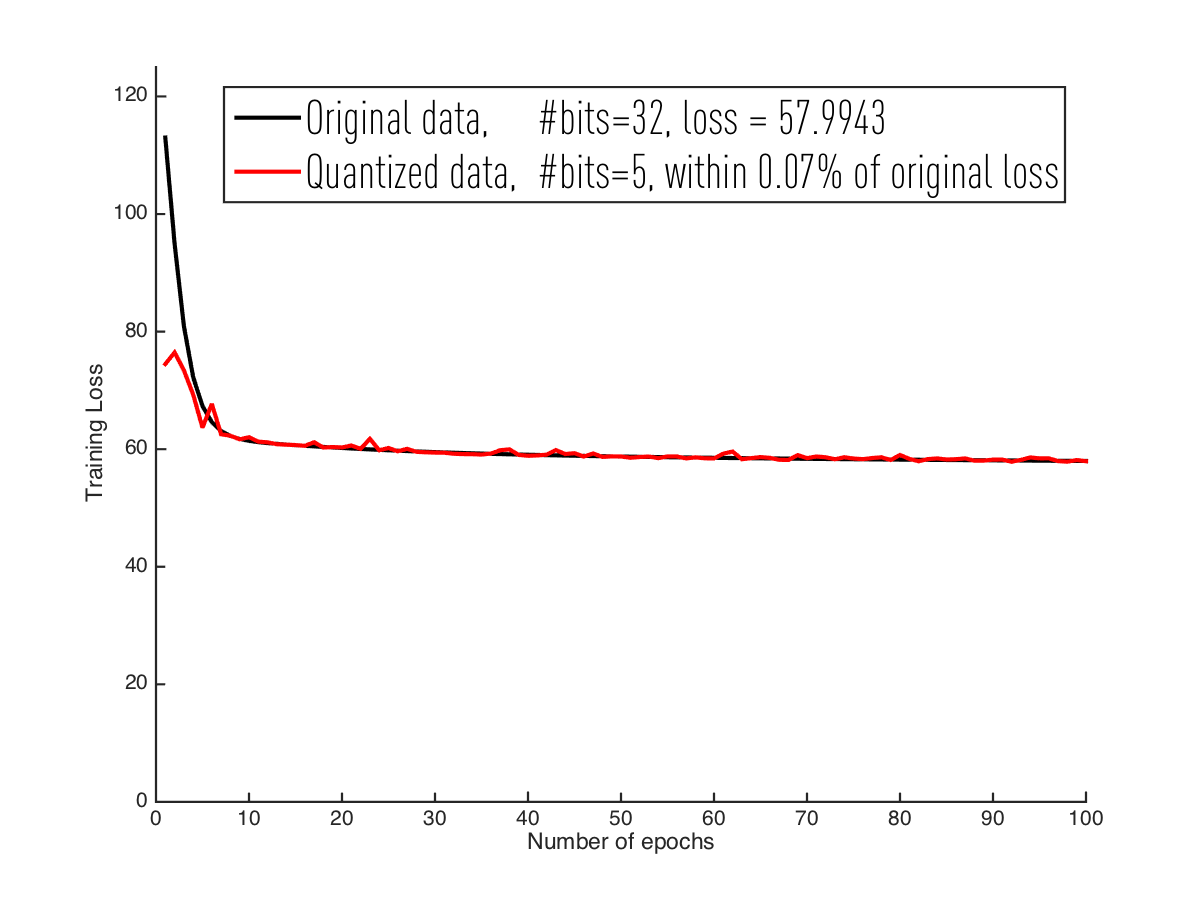 120
100
80
60
40
20
0
Training Loss
Original data, #bits=32, loss = 57.9943
Quantized data, #bits=5, within 0.07% of original loss
0 10 20 30 40 50 60 70 80 90 100
Number of epochs